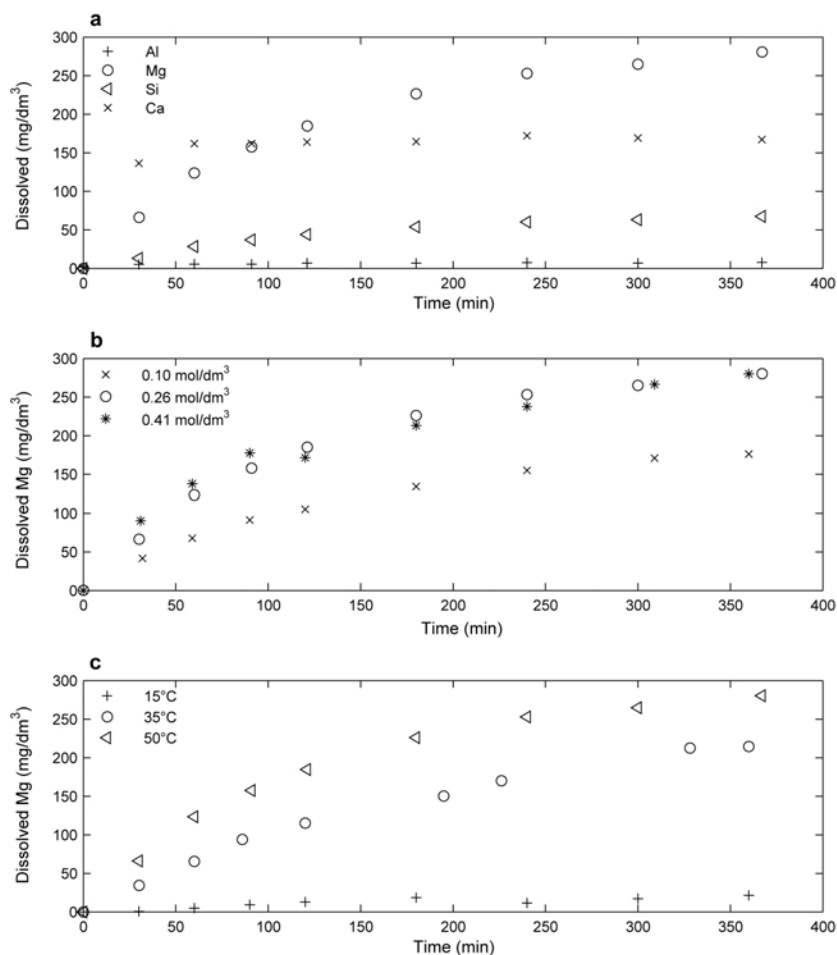 a
Al
Mg
Si
Ca
300
250
200
150
100
50
0
Dissolved (mg/dm³)
0 50 100 150 200 250 300 350 400
Time (min)
b
0.10 mol/dm³
0.26 mol/dm³
0.41 mol/dm³
300
250
200
150
100
50
0
Dissolved Mg (mg/dm³)
0 50 100 150 200 250 300 350 400
Time (min)
c
15°C
35°C
50°C
300
250
200
150
100
50
0
Dissolved Mg (mg/dm³)
0 50 100 150 200 250 300 350 400
Time (min)